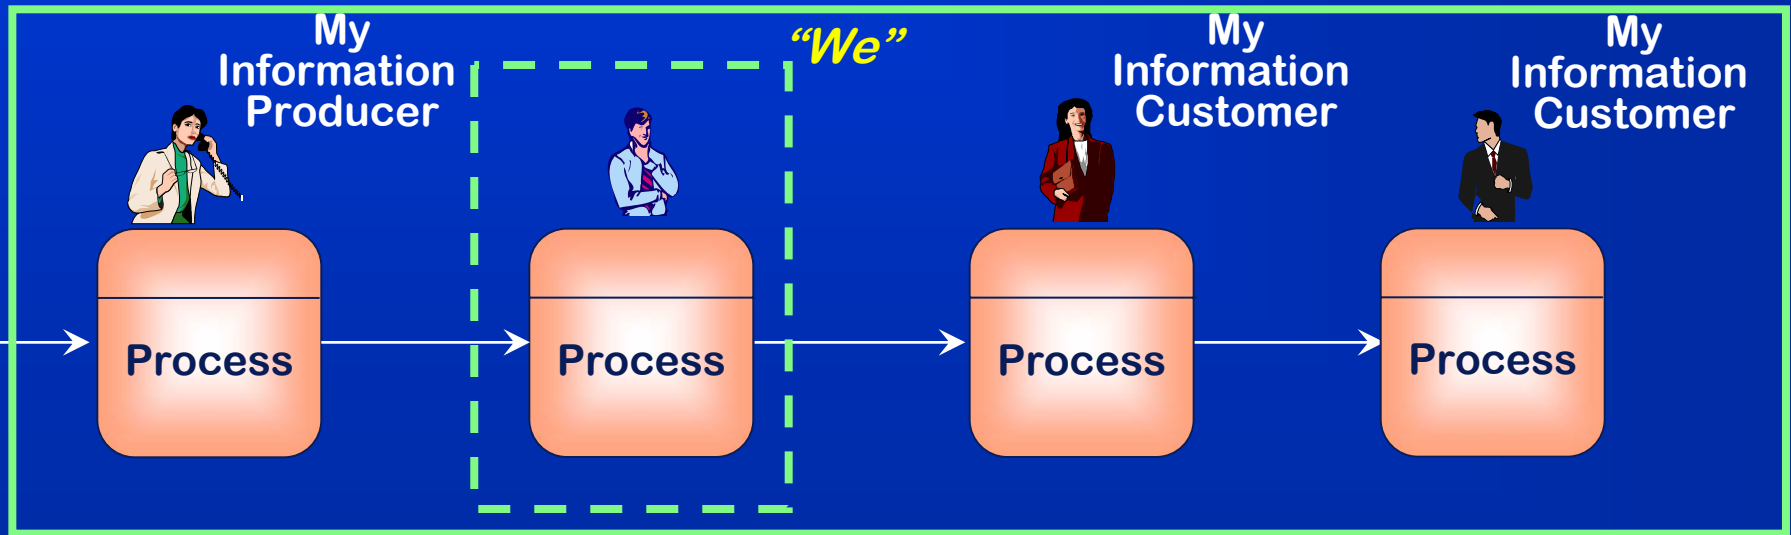 My
Information
Producer
“We”
My
Information
Customer
My
Information
Customer
Process
Process
Process
Process